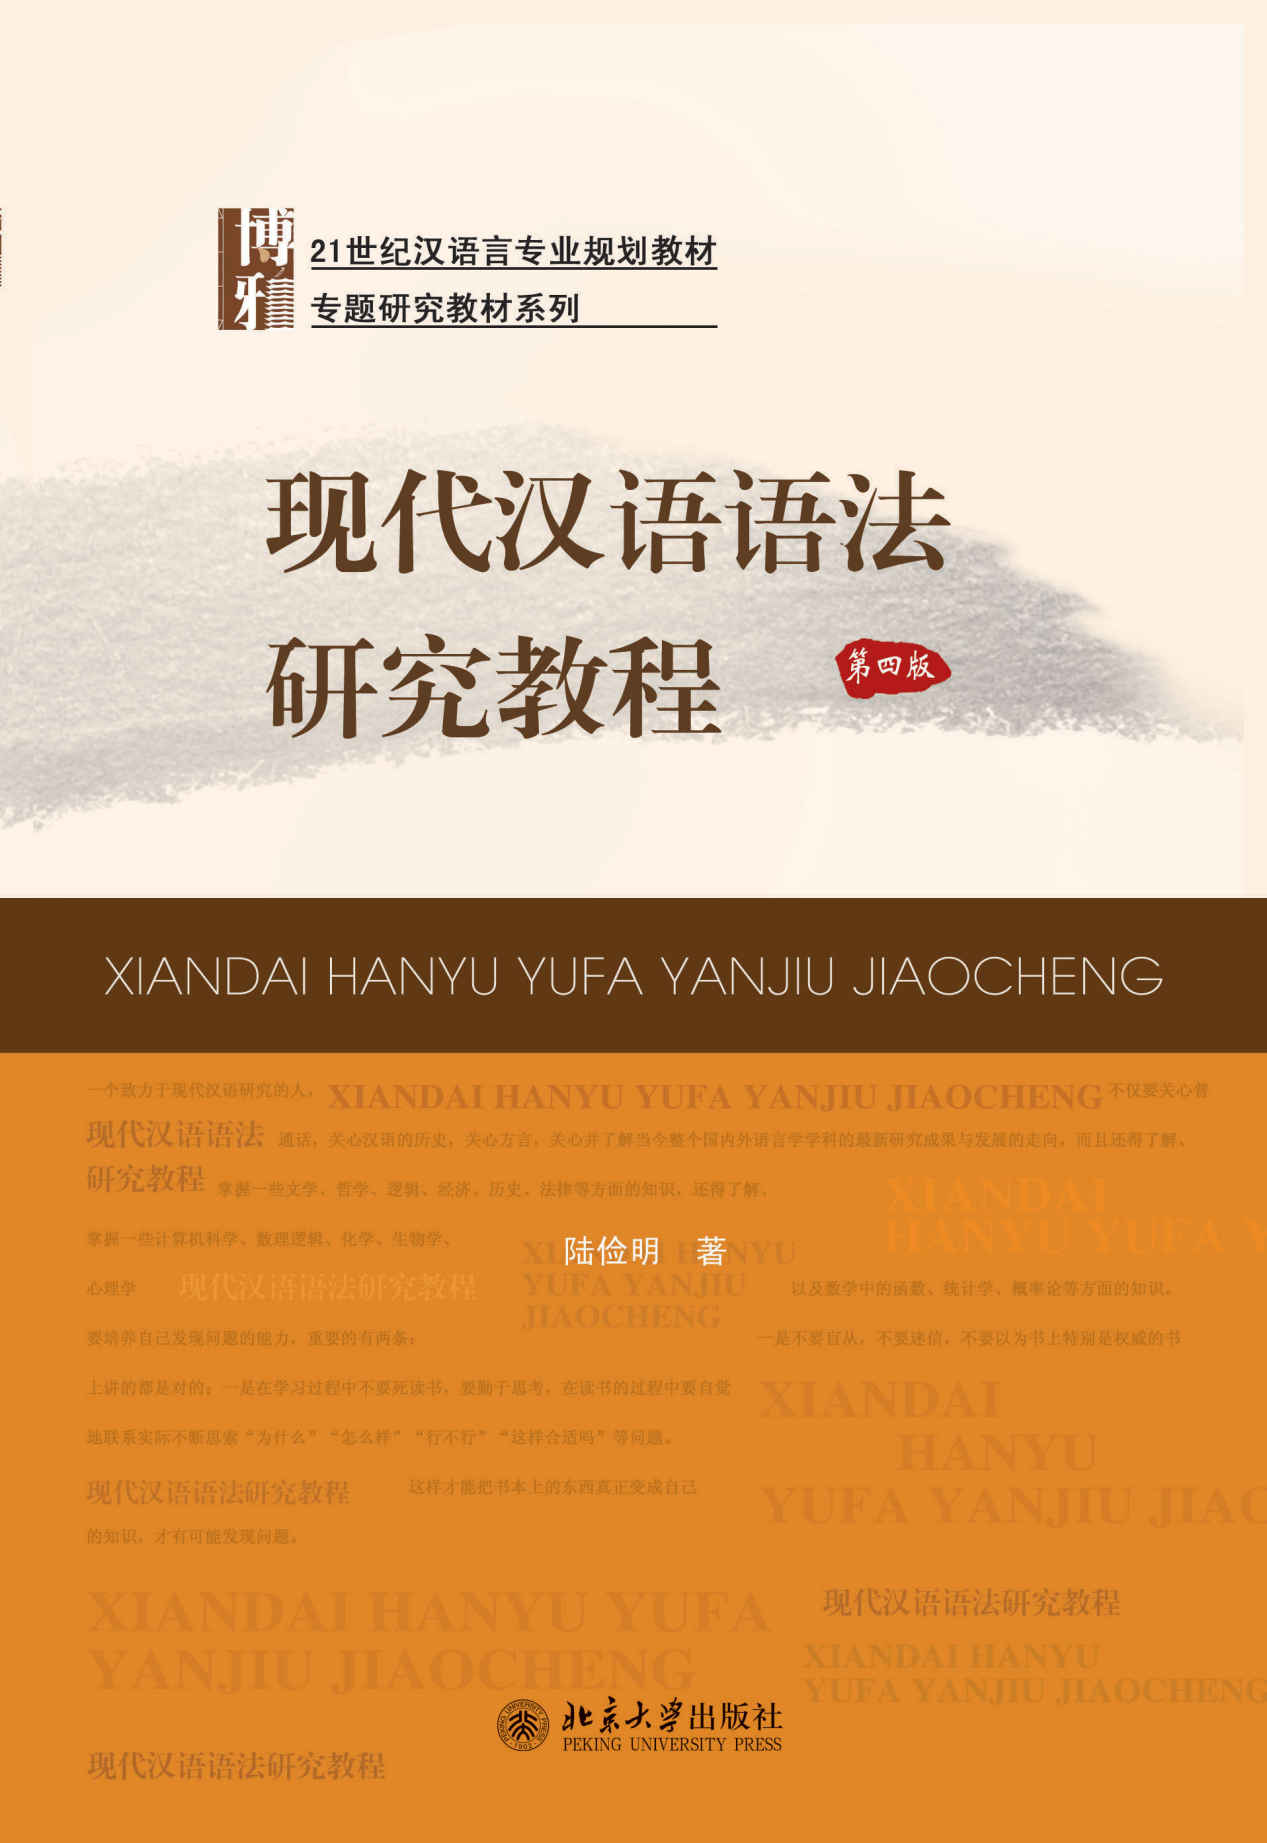 博雅
21世纪汉语言专业规划教材
专题研究教材系列
现代汉语语法
研究教程
第四版
XIANDAI HANYU YUFA YANJIU JIAOCHENG
一个致力于现代汉语研究的人， XIANDAI HANYU YUFA YANJIU JIAOCHENG 不仅要关心普
现代汉语语法 通话，关心汉语的历史，关心方言，关心并了解当今整个国内外语言学学科的最新研究成果与发展的走向，而且还得了解、
研究教程 掌握一些文学、哲学、逻辑、经济、历史、法律等方面的知识，还得了解、
XIANDAI
HANYU YUFA Y
掌握一些计算机科学、数理逻辑、化学、生物学、
陆俭明 著
XIANDAI HANYU
YUFA YANJIU
JIAOCHENG
心理学 现代汉语语法研究教程 以及数学中的函数、统计学、概率论等方面的知识。
要培养自己发现问题的能力，重要的有两条： 一是不要盲从，不要迷信，不要以为书上特别是权威的书
上讲的都是对的；一是在学习过程中不要死读书，要勤于思考，在读书的过程中要自觉
地联系实际不断思索“为什么”“怎么样”“行不行”“这样合适吗”等问题。
XIANDAI
HANYU
YUFA YANJIU JIAO
现代汉语语法研究教程 这样才能把书本上的东西真正变成自己
的知识，才有可能发现问题。
XIANDAI HANYU YUFA
YANJIU JIAOCHENG
现代汉语语法研究教程
XIANDAI HANYU
YUFA YANJIU JIAOCHENG
北京大学出版社
PEKING UNIVERSITY PRESS
PEKING UNIVERSITY PRESS
·1902·
现代汉语语法研究教程